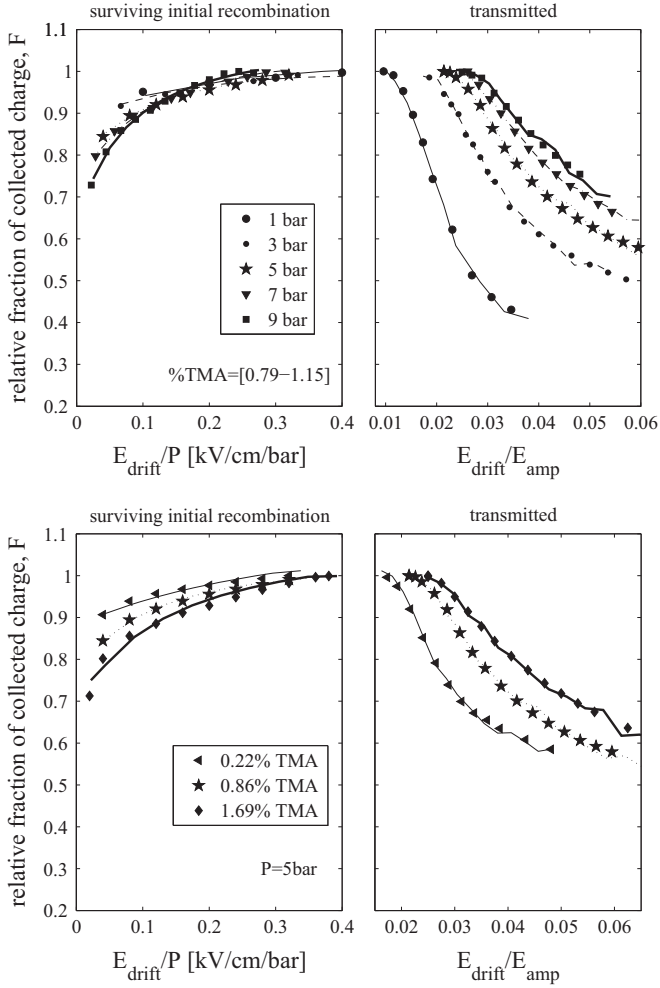 surviving initial recombination
transmitted
relative fraction of collected charge, F
1.1
1
0.9
0.8
0.7
0.6
0.5
0.4
0.3
0.2
1 bar
3 bar
5 bar
7 bar
9 bar
%TMA=[0.79−1.15]
0 0.1 0.2 0.3 0.4
0.01 0.02 0.03 0.04 0.05 0.06
E_drift/P [kV/cm/bar]
E_drift/E_amp
surviving initial recombination
transmitted
relative fraction of collected charge, F
1.1
1
0.9
0.8
0.7
0.6
0.5
0.4
0.3
0.2
0.22% TMA
0.86% TMA
1.69% TMA
P=5bar
0 0.1 0.2 0.3 0.4
0.02 0.03 0.04 0.05 0.06
E_drift/P [kV/cm/bar]
E_drift/E_amp